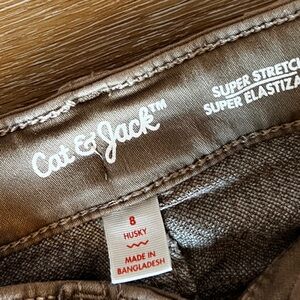 Cat & Jack™
SUPER STRETCH
SUPER ELASTIZA
8
HUSKY
MADE IN
BANGLADESH